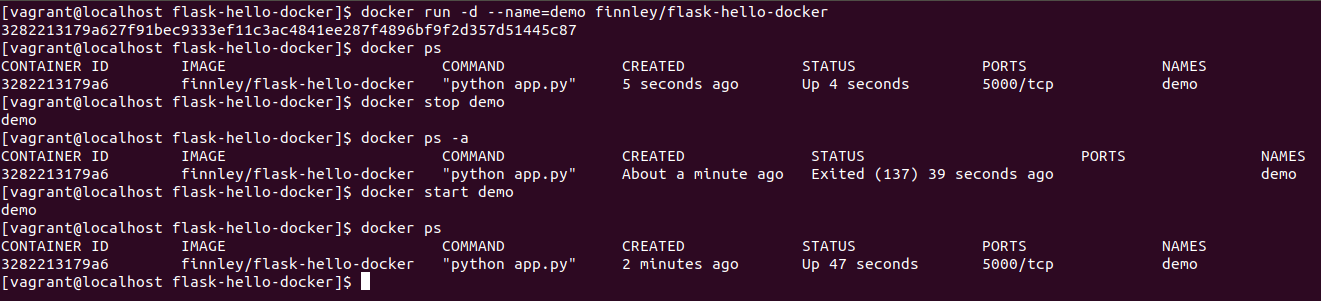 [vagrant@localhost flask-hello-docker]$ docker run -d --name=demo finnley/flask-hello-docker
3282213179a627f91bec9333ef11c3ac4841ee287f4896bf9f2d357d51445c87
[vagrant@localhost flask-hello-docker]$ docker ps
CONTAINER ID        IMAGE                        COMMAND             CREATED             STATUS              PORTS               NAMES
3282213179a6        finnley/flask-hello-docker   "python app.py"     5 seconds ago       Up 4 seconds        5000/tcp            demo
[vagrant@localhost flask-hello-docker]$ docker stop demo
demo
[vagrant@localhost flask-hello-docker]$ docker ps -a
CONTAINER ID        IMAGE                        COMMAND             CREATED              STATUS                        PORTS               NAMES
3282213179a6        finnley/flask-hello-docker   "python app.py"     About a minute ago   Exited (137) 39 seconds ago                       demo
[vagrant@localhost flask-hello-docker]$ docker start demo
demo
[vagrant@localhost flask-hello-docker]$ docker ps
CONTAINER ID        IMAGE                        COMMAND             CREATED             STATUS              PORTS               NAMES
3282213179a6        finnley/flask-hello-docker   "python app.py"     2 minutes ago       Up 47 seconds       5000/tcp            demo
[vagrant@localhost flask-hello-docker]$